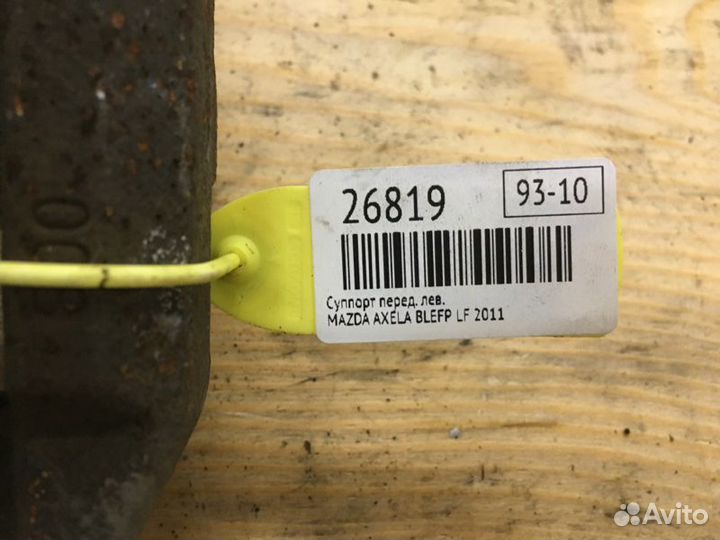 26819
93-10
Суппорт перед. лев.
MAZDA AXELA BLEFP LF 2011
Avito